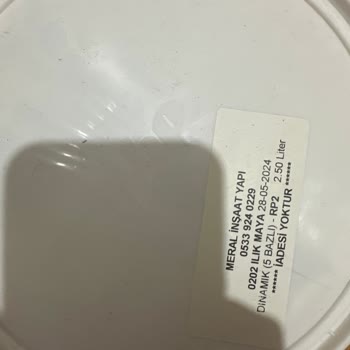 MERAL İNŞAAT YAPI
0533 924 0229
0202 ILIK MAYA 28-05-2024
DİNAMİK (5 BAZLI) - RP2 2.50 Liter
****** İADESİ YOKTUR ******